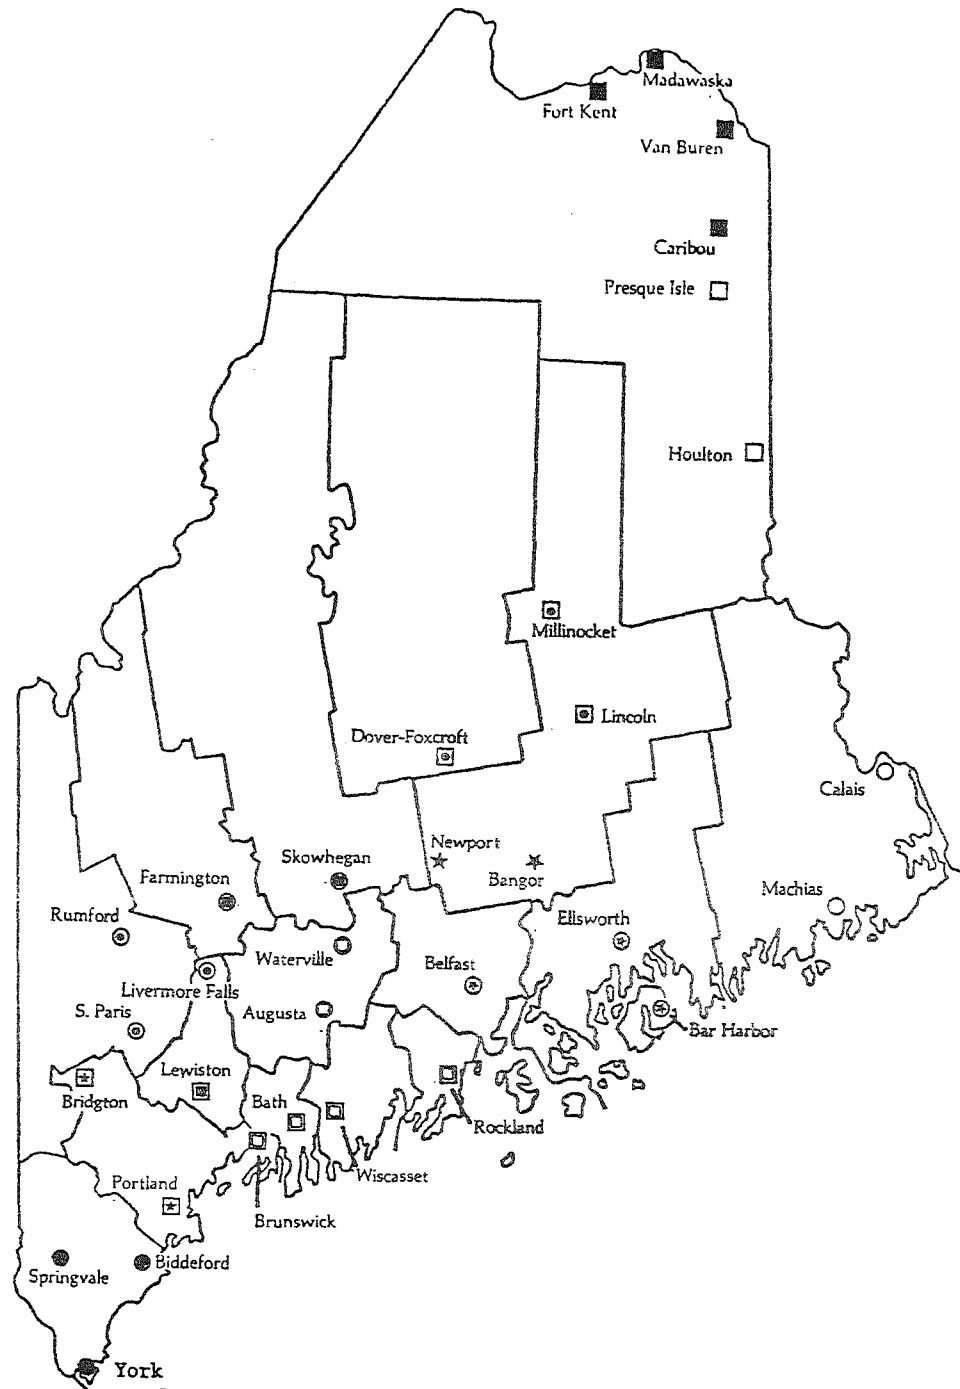 Madawaska
Fort Kent
Van Buren
Caribou
Presque Isle
Houlton
Millinocket
Lincoln
Dover-Foxcroft
Calais
Newport
Skowhegan
Bangor
Farmington
Machias
Rumford
Ellsworth
Waterville
Belfast
Livermore Falls
S. Paris
Augusta
Bar Harbor
Lewiston
Bridgton
Bath
Rockland
Wiscasset
Portland
Brunswick
Biddeford
Springvale
York